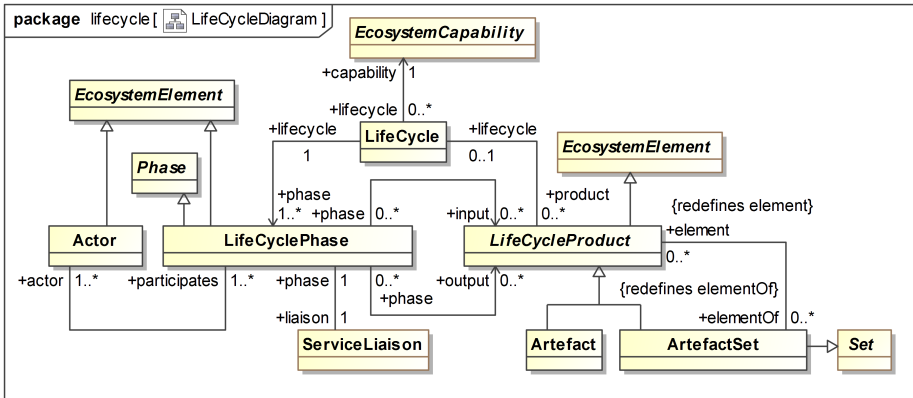 package lifecycle[ LifeCycleDiagram ]
EcosystemCapability
+capability 1
EcosystemElement
+lifecycle 0..*
+lifecycle
LifeCycle
+lifecycle
1
0..1
EcosystemElement
Phase
+phase
+product
1..*
+phase 0..*
+input 0..*
0..*
{redefines element}
+element
Actor
LifeCyclePhase
LifeCycleProduct
0..*
+actor 1..*
+participates 1..*
+phase 1
0..*
+output 0..*
+phase
{redefines elementOf}
+liaison 1
+elementOf 0..*
ServiceLiaison
Artefact
ArtefactSet
Set